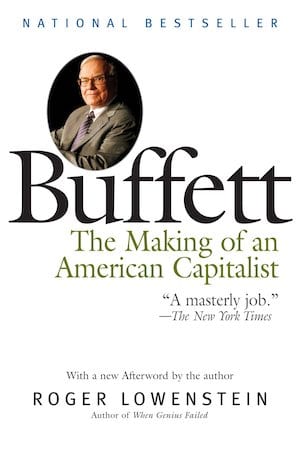 NATIONAL BESTSELLER
Buffett
The Making of an
American Capitalist
“A masterly job.”
—The New York Times
With a new Afterword by the author
ROGER LOWENSTEIN
Author of When Genius Failed